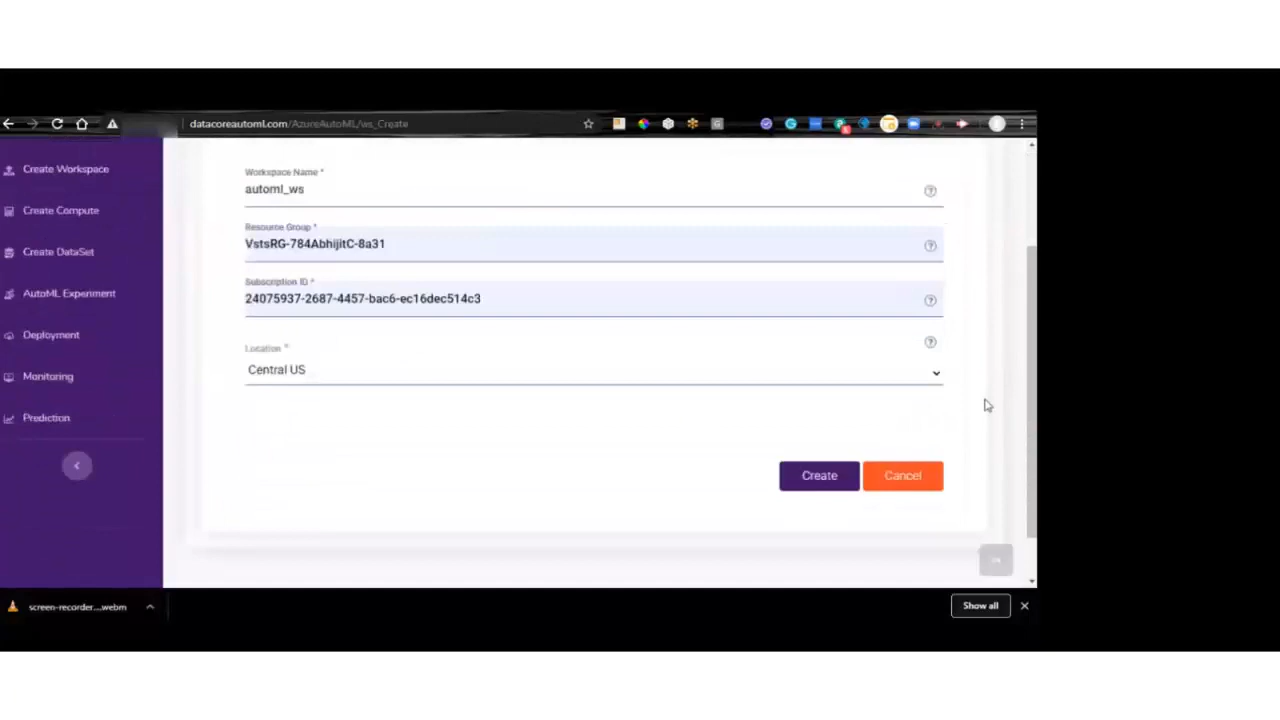 datacoreautoml.com/AzureAutoML/ws_Create
Create Workspace
Create Compute
Create DataSet
AutoML Experiment
Deployment
Monitoring
Prediction
Workspace Name *
automl_ws
Resource Group *
VstsRG-784AbhijitC-8a31
Subscription ID *
24075937-2687-4457-bac6-ec16dec514c3
Location *
Central US
Create
Cancel
screen-recorder....webm
Show all